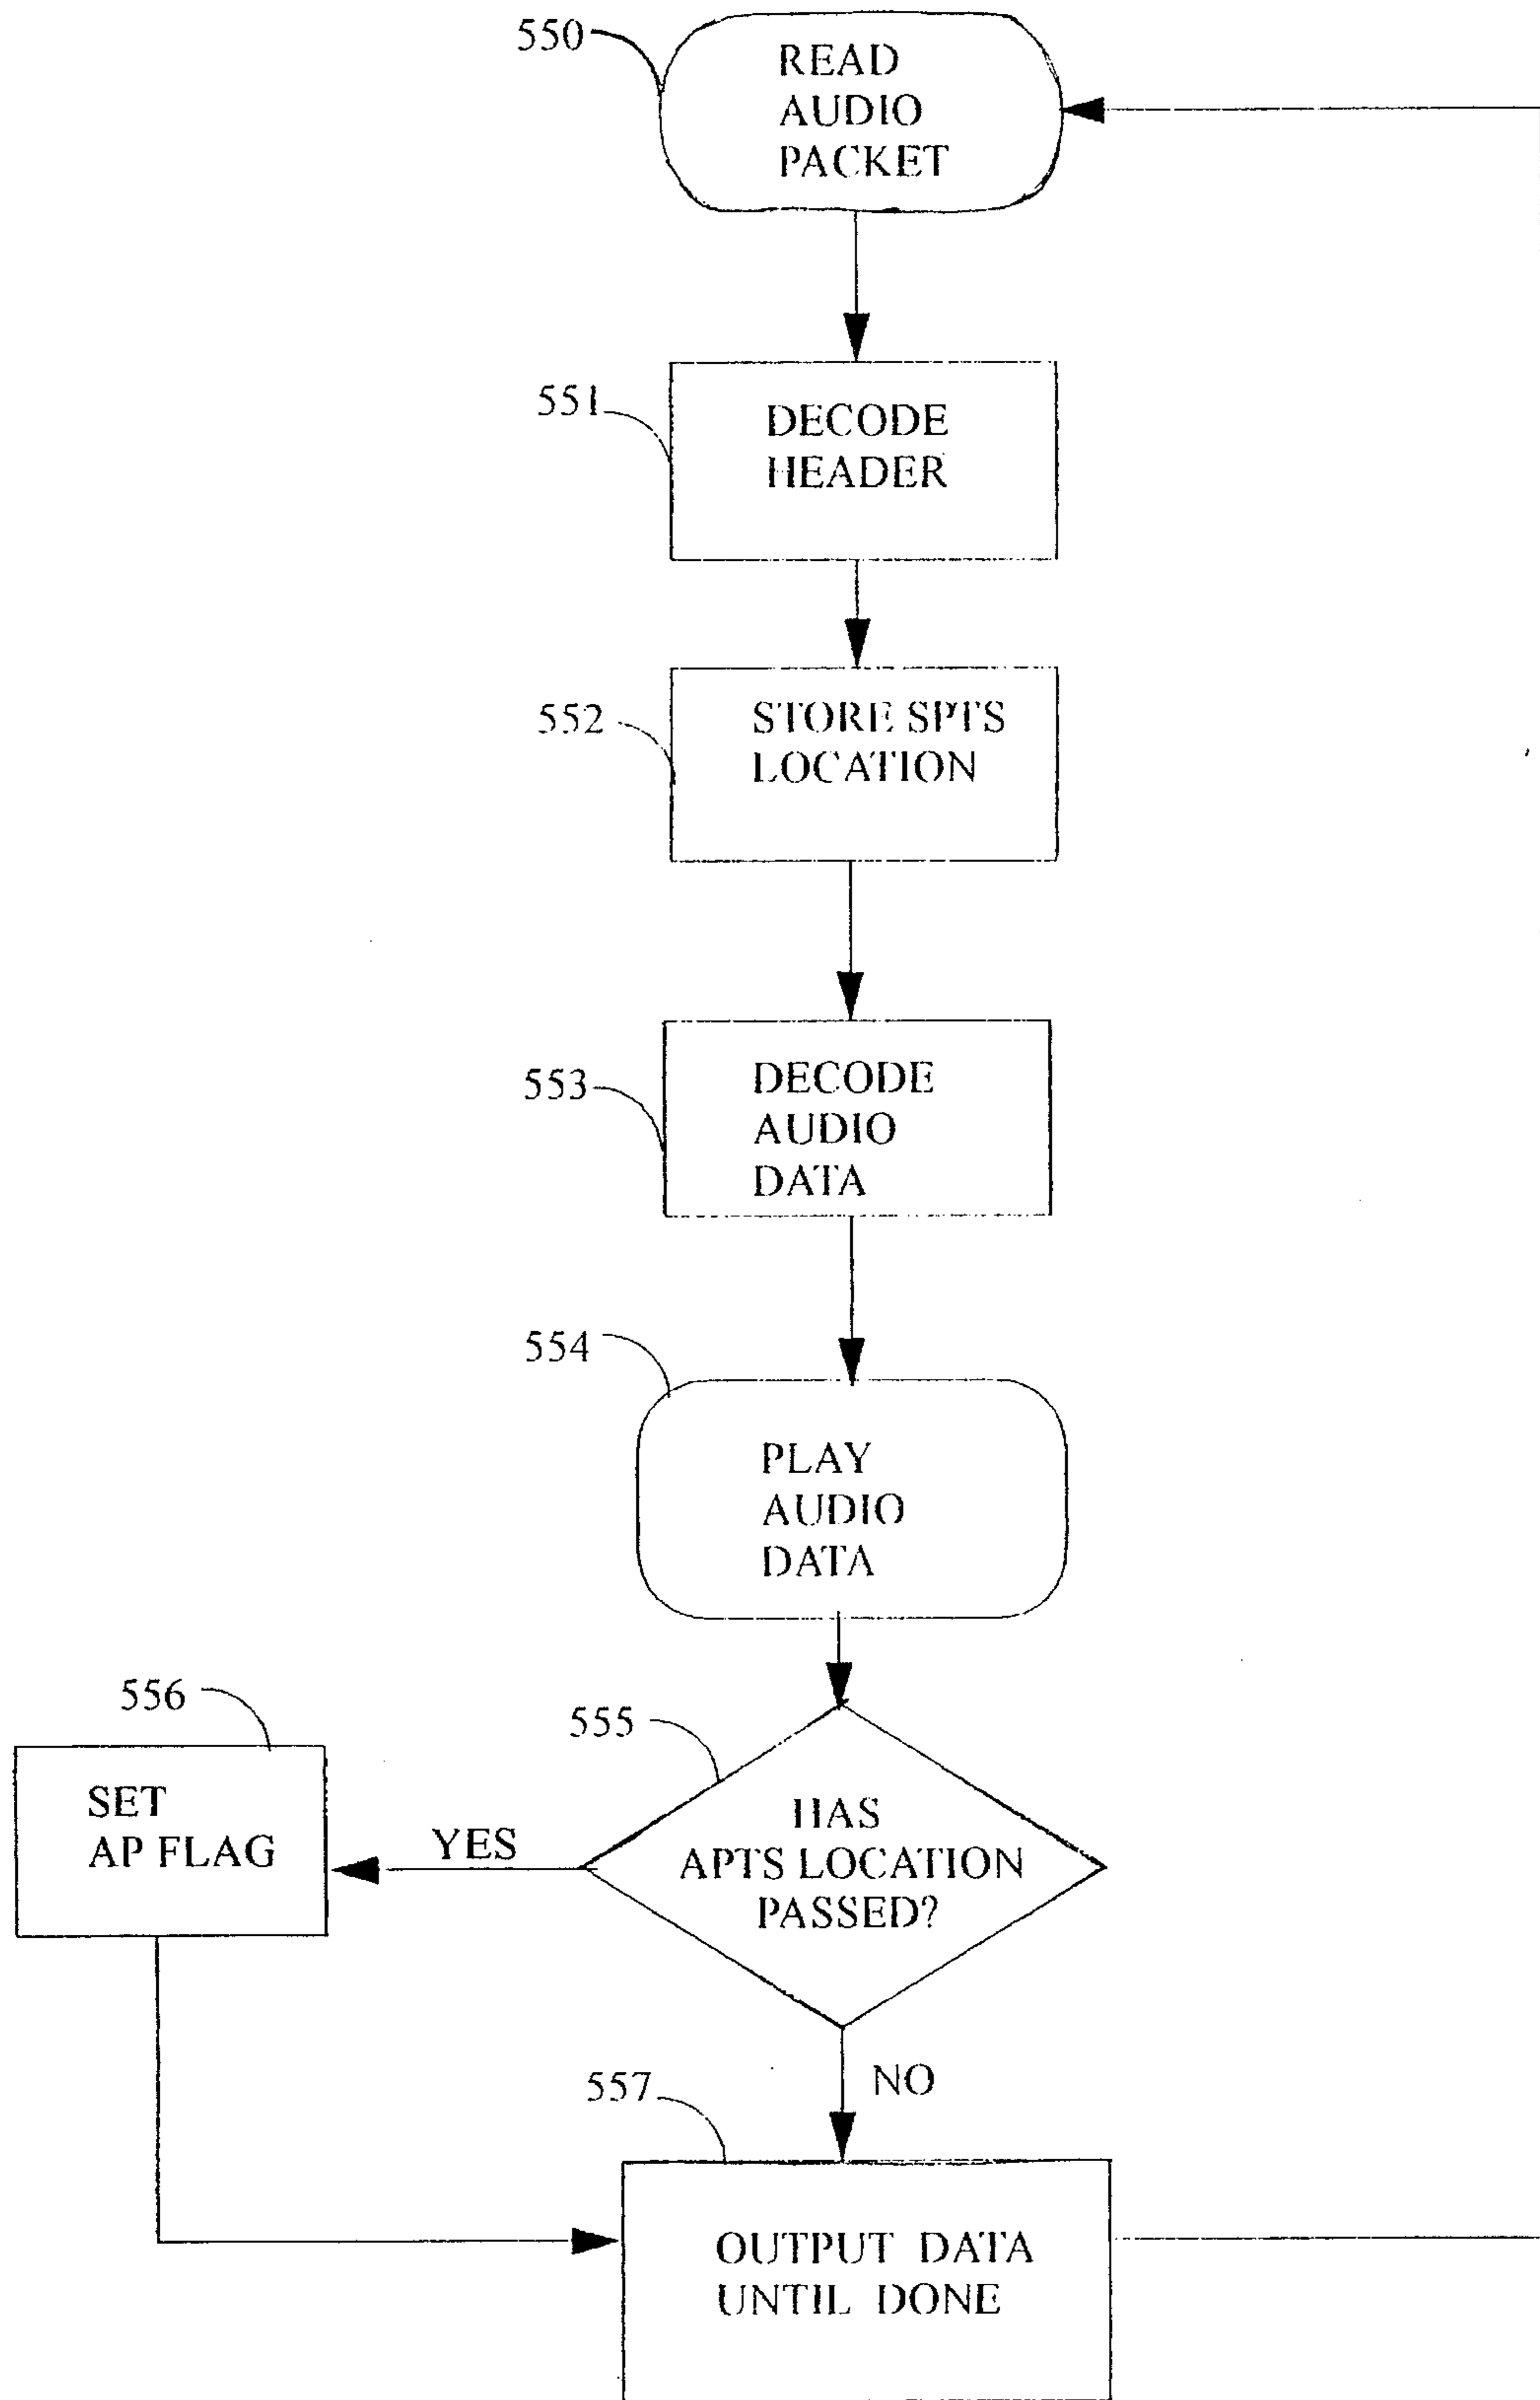 550
READ
AUDIO
PACKET
551
DECODE
HEADER
552
STORE SPTS
LOCATION
553
DECODE
AUDIO
DATA
554
PLAY
AUDIO
DATA
556
SET
AP FLAG
YES
555
HAS
APTS LOCATION
PASSED?
NO
557
OUTPUT DATA
UNTIL DONE